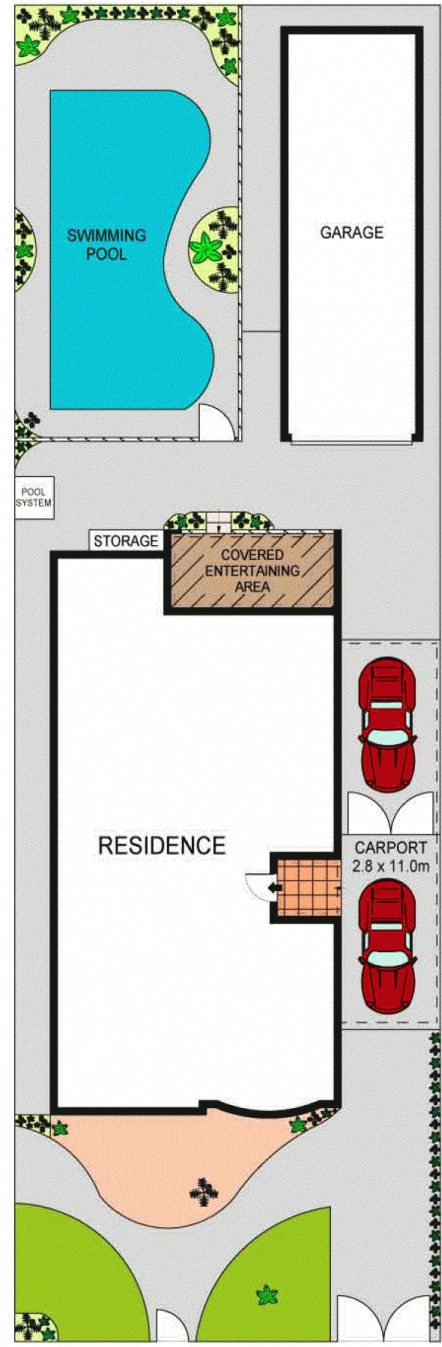 SWIMMING
POOL
GARAGE
POOL
SYSTEM
STORAGE
COVERED
ENTERTAINING
AREA
RESIDENCE
CARPORT
2.8 x 11.0m